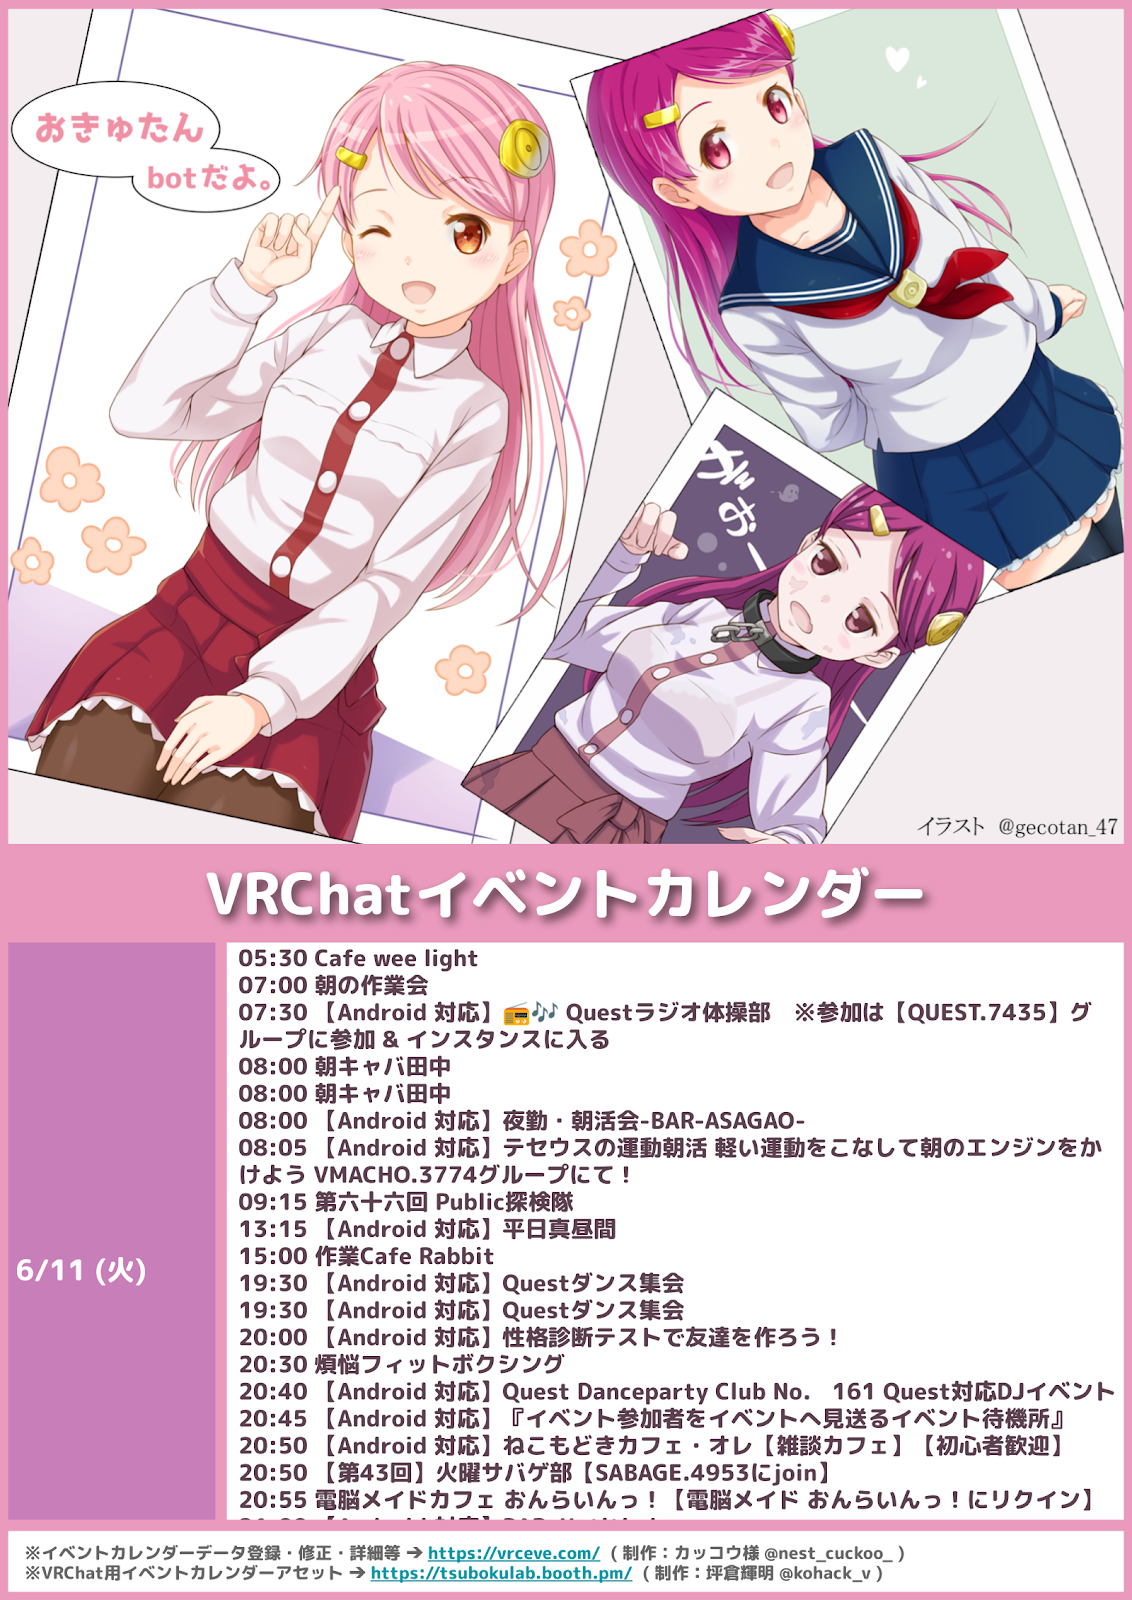 おきゅたん
botだよ。
がおー
イラスト @gecotan_47
VRChatイベントカレンダー
6/11 (火)
05:30 Cafe wee light
07:00 朝の作業会
07:30 【Android 対応】📻🎶 Questラジオ体操部　※参加は【QUEST.7435】グ
ループに参加 & インスタンスに入る
08:00 朝キャバ田中
08:00 朝キャバ田中
08:00 【Android 対応】夜勤・朝活会-BAR-ASAGAO-
08:05 【Android 対応】テセウスの運動朝活 軽い運動をこなして朝のエンジンをか
けよう VMACHO.3774グループにて！
09:15 第六十六回 Public探検隊
13:15 【Android 対応】平日真昼間
15:00 作業Cafe Rabbit
19:30 【Android 対応】Questダンス集会
19:30 【Android 対応】Questダンス集会
20:00 【Android 対応】性格診断テストで友達を作ろう！
20:30 煩悩フィットボクシング
20:40 【Android 対応】Quest Danceparty Club No.　161 Quest対応DJイベント
20:45 【Android 対応】『イベント参加者をイベントへ見送るイベント待機所』
20:50 【Android 対応】ねこもどきカフェ・オレ【雑談カフェ】【初心者歓迎】
20:50 【第43回】火曜サバゲ部【SABAGE.4953にjoin】
20:55 電脳メイドカフェ おんらいんっ！【電脳メイド おんらいんっ！にリクイン】
※イベントカレンダーデータ登録・修正・詳細等 ➔ https://vrceve.com/ （ 制作：カッコウ様 @nest_cuckoo_ ）
※VRChat用イベントカレンダーアセット ➔ https://tsubokulab.booth.pm/ （ 制作：坪倉輝明 @kohack_v ）